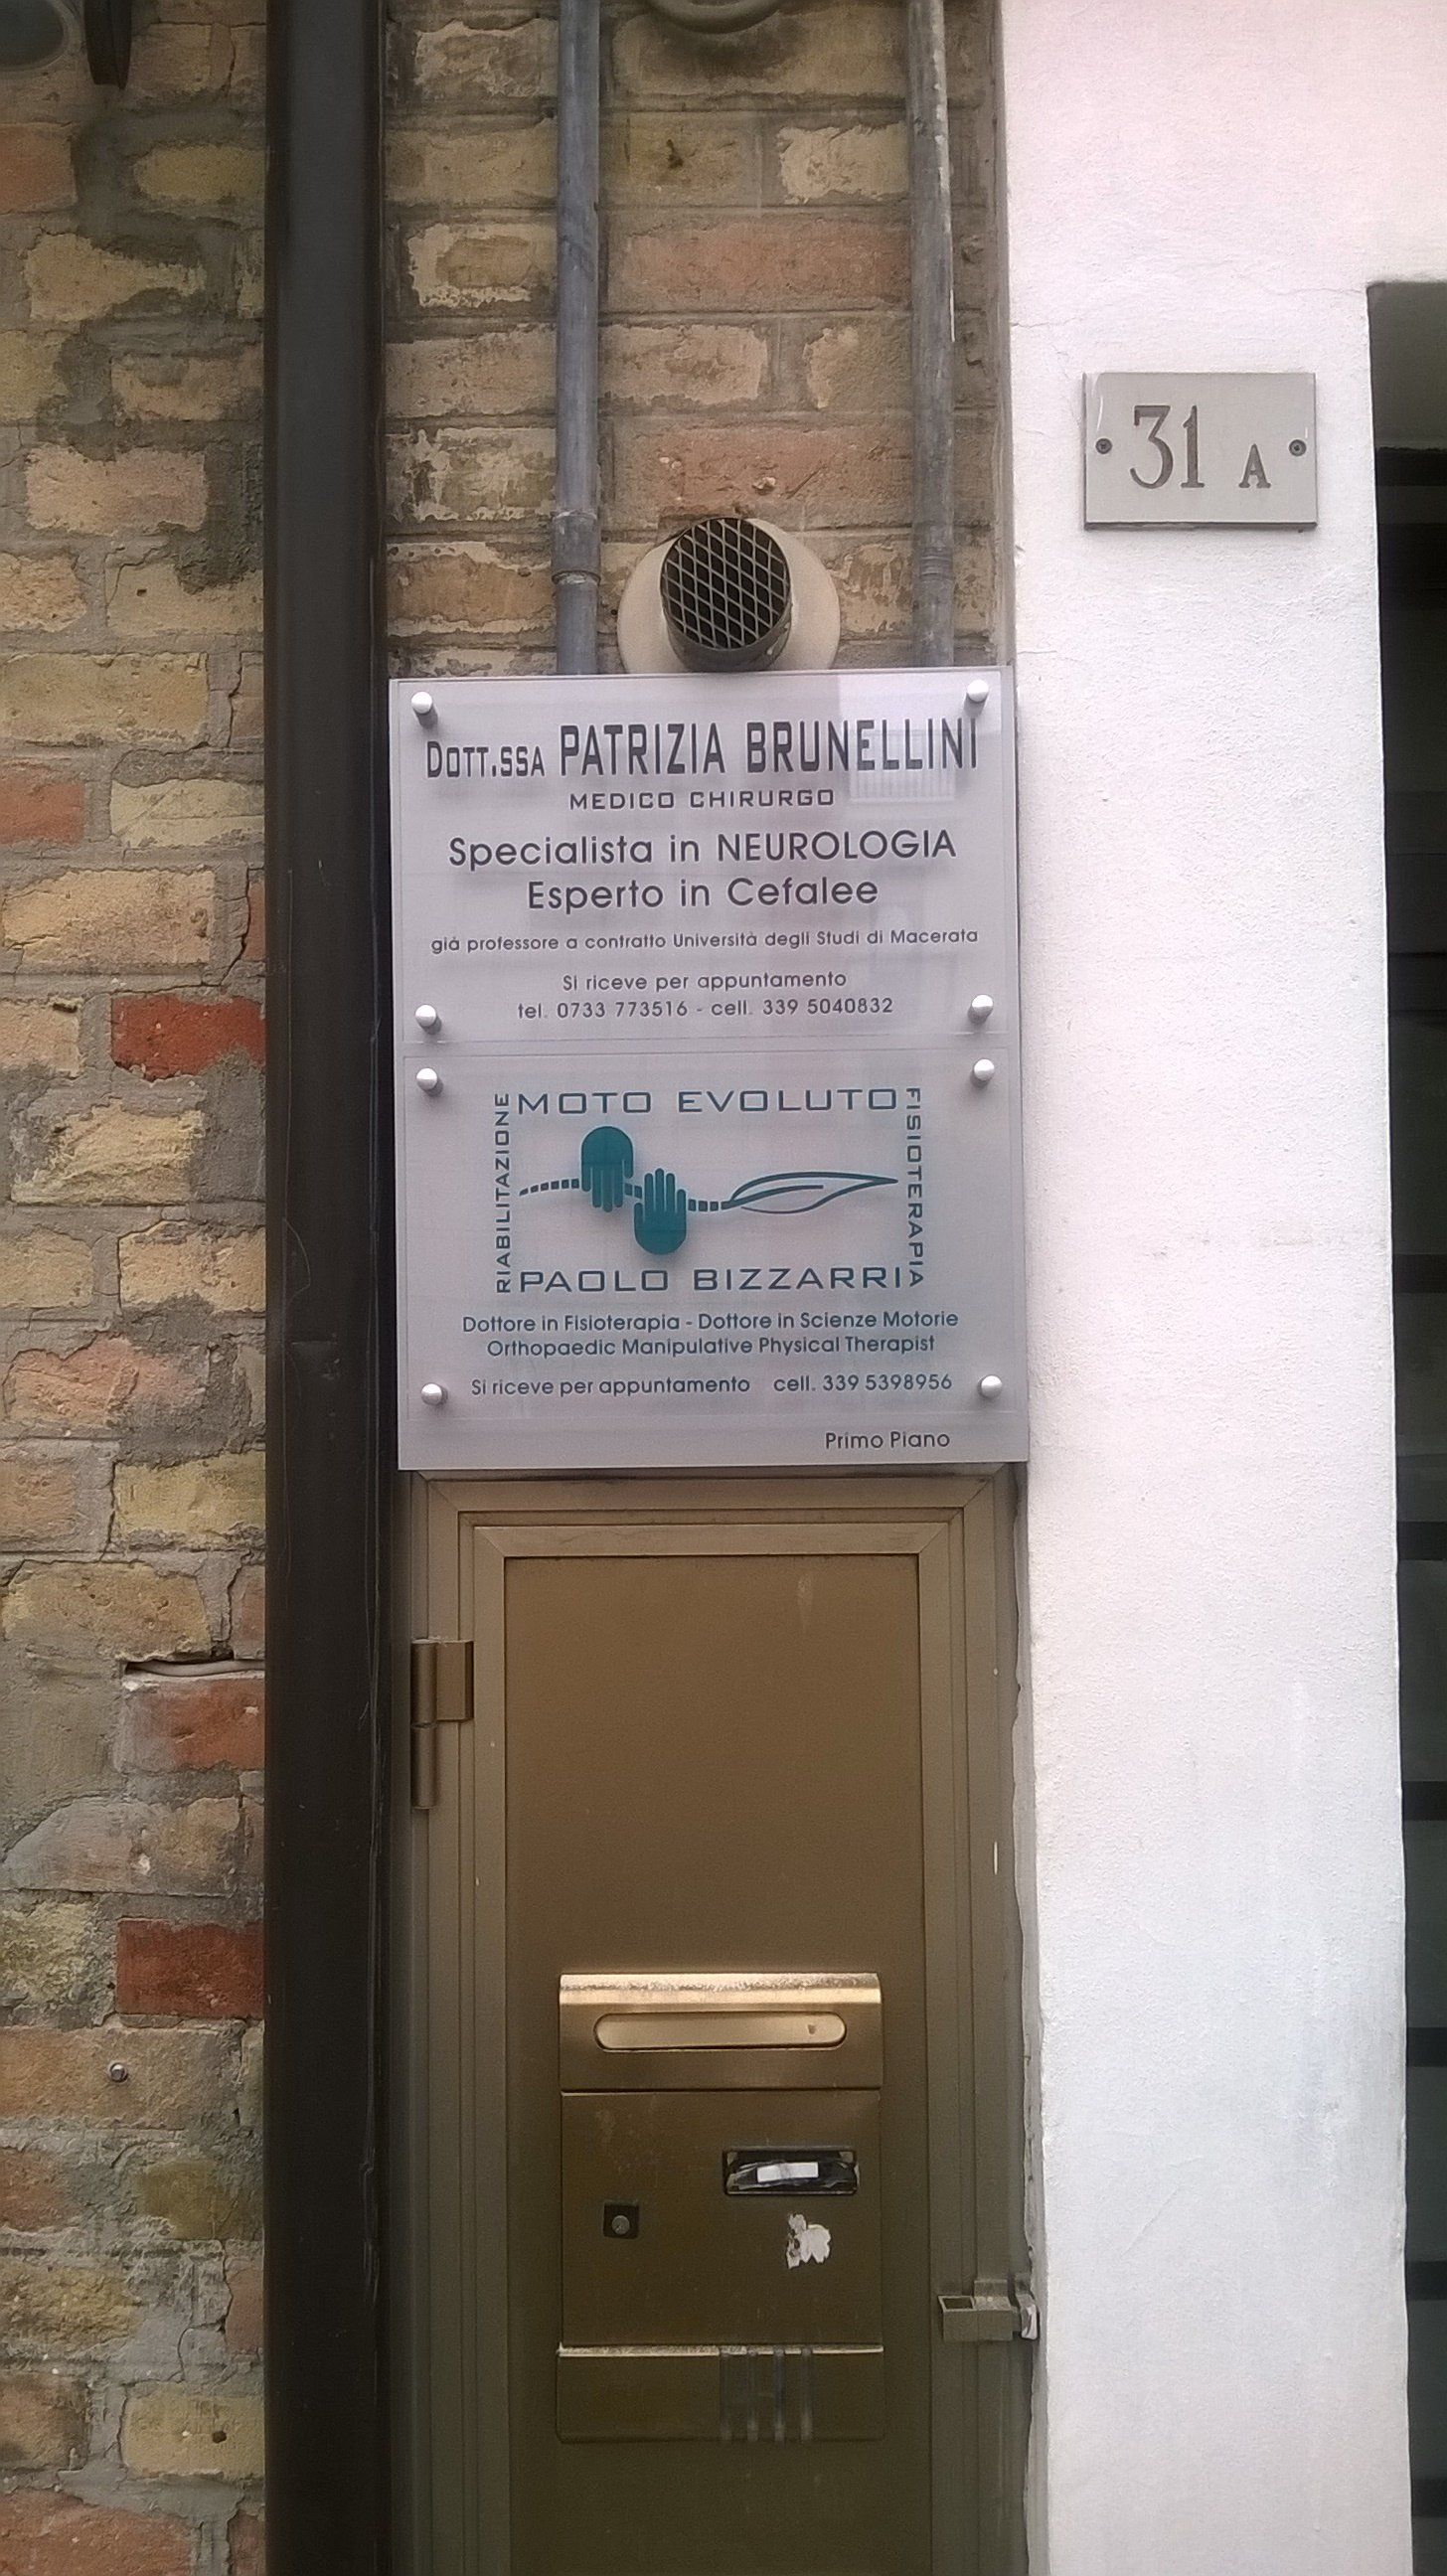 31 A
DOTT.SSA PATRIZIA BRUNELLINI
MEDICO CHIRURGO
Specialista in NEUROLOGIA
Esperto in Cefalee
già professore a contratto Università degli Studi di Macerata
Si riceve per appuntamento
tel. 0733 773516 - cell. 339 5040832
MOTO EVOLUTO
RIABILITAZIONE
FISIOTERAPIA
PAOLO BIZZARRI
Dottore in Fisioterapia - Dottore in Scienze Motorie
Orthopaedic Manipulative Physical Therapist
Si riceve per appuntamento cell. 339 5398956
Primo Piano